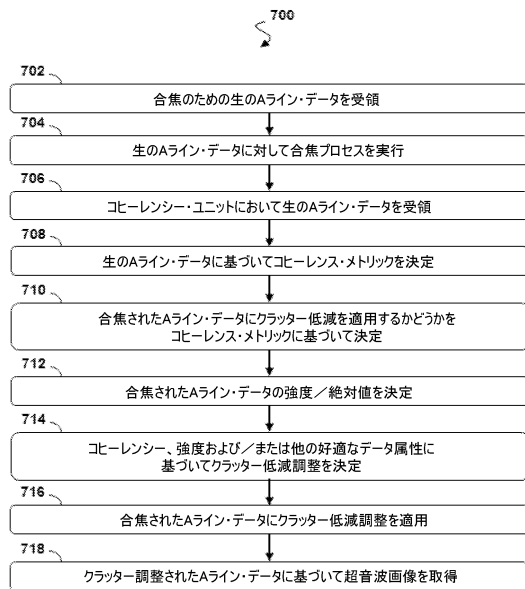 700
702
合焦のための生のAライン・データを受領
704
生のAライン・データに対して合焦プロセスを実行
706
コヒーレンシー・ユニットにおいて生のAライン・データを受領
708
生のAライン・データに基づいてコヒーレンス・メトリックを決定
710
合焦されたAライン・データにクラッター低減を適用するかどうかを
コヒーレンス・メトリックに基づいて決定
712
合焦されたAライン・データの強度／絶対値を決定
714
コヒーレンシー、強度および／または他の好適なデータ属性に
基づいてクラッター低減調整を決定
716
合焦されたAライン・データにクラッター低減調整を適用
718
クラッター調整されたAライン・データに基づいて超音波画像を取得